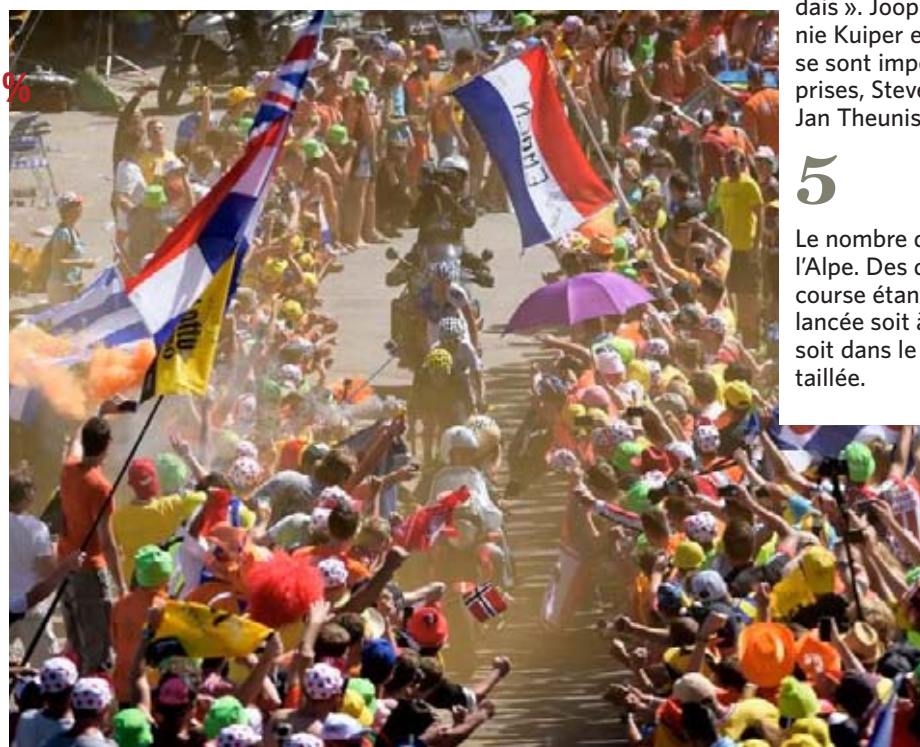 %
dais ». Joop
nie Kuiper e
se sont impo
prises, Steve
Jan Theunis
5
Le nombre d
l'Alpe. Des d
course étan
lancée soit à
soit dans le
taillée.